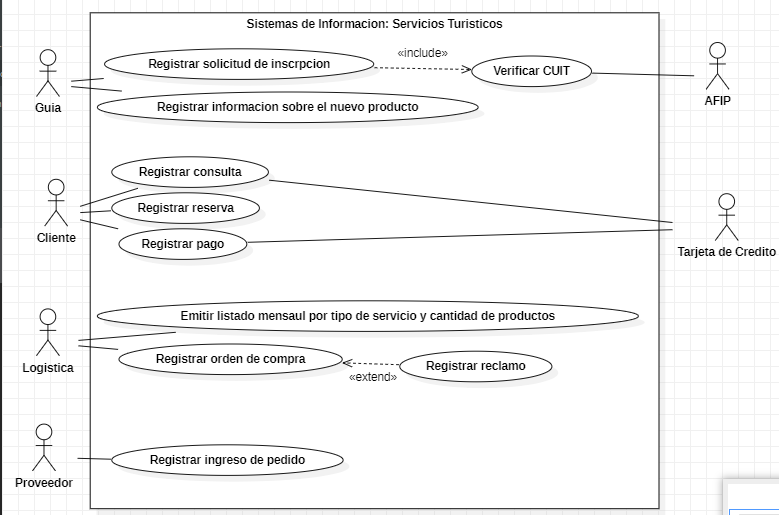 Sistemas de Informacion: Servicios Turisticos
Registrar solicitud de inscrpcion
«include»
Verificar CUIT
Guia
AFIP
Registrar informacion sobre el nuevo producto
Registrar consulta
Registrar reserva
Cliente
Registrar pago
Tarjeta de Credito
Emitir listado mensaul por tipo de servicio y cantidad de productos
Registrar orden de compra
Registrar reclamo
Logistica
«extend»
Registrar ingreso de pedido
Proveedor